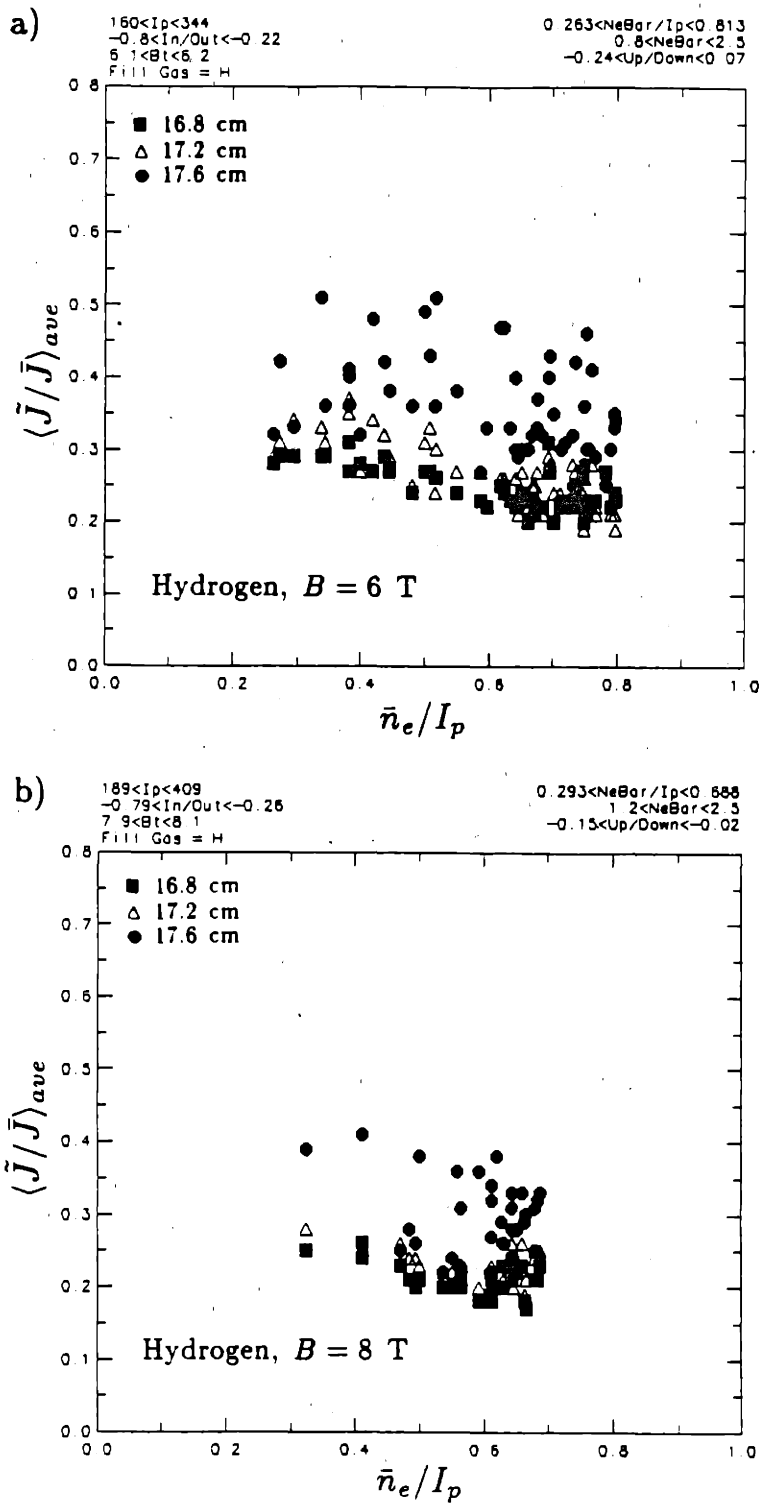 a)
160<Ip<344
-0.8<In/Out<-0.22
6.1<Bt<6.2
Fill Gas = H
0.263<NeBar/Ip<0.813
0.8<NeBar<2.5
-0.24<Up/Down<0.07
■ 16.8 cm
△ 17.2 cm
● 17.6 cm
0.8
0.7
0.6
0.5
0.4
0.3
0.2
0.1
0.0
⟨J̃/J̄⟩ave
Hydrogen, B = 6 T
0.0 0.2 0.4 0.6 0.8 1.0
n̄e/Ip
b)
189<Ip<409
-0.79<In/Out<-0.26
7.9<Bt<8.1
Fill Gas = H
0.293<NeBar/Ip<0.688
1.2<NeBar<2.5
-0.15<Up/Down<-0.02
■ 16.8 cm
△ 17.2 cm
● 17.6 cm
0.8
0.7
0.6
0.5
0.4
0.3
0.2
0.1
0.0
⟨J̃/J̄⟩ave
Hydrogen, B = 8 T
0.0 0.2 0.4 0.6 0.8 1.0
n̄e/Ip